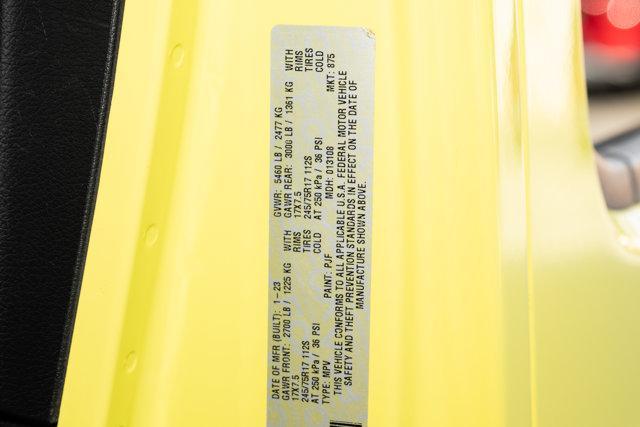 DATE OF MFR (BUILT): 1-23 GVWR: 5460 LB / 2477 KG
GAWR FRONT: 2700 LB / 1225 KG WITH GAWR REAR: 3000 LB / 1361 KG WITH
17X7.5 RIMS 17X7.5 RIMS
245/75R17 112S TIRES 245/75R17 112S TIRES
AT 250 kPa / 36 PSI COLD AT 250 kPa / 36 PSI COLD
TYPE: MPV PAINT: PJF MDH: 013108 MKT: 875
THIS VEHICLE CONFORMS TO ALL APPLICABLE U.S.A. FEDERAL MOTOR VEHICLE
SAFETY AND THEFT PREVENTION STANDARDS IN EFFECT ON THE DATE OF
MANUFACTURE SHOWN ABOVE.